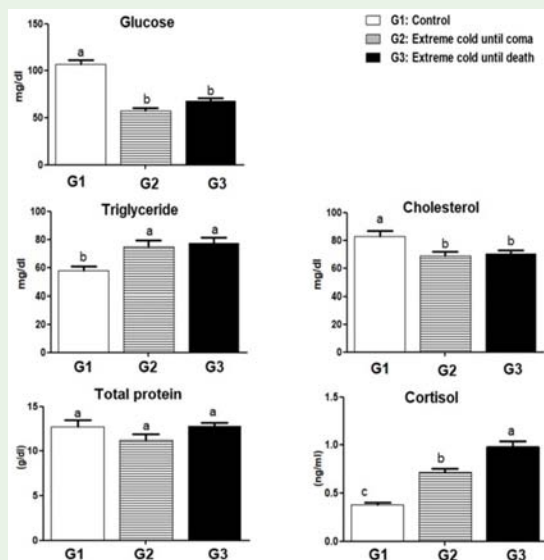 Glucose
G1: Control
G2: Extreme cold until coma
G3: Extreme cold until death
mg/dl
150
100
50
0
a
b
b
G1 G2 G3
Triglyceride
mg/dl
100
80
60
40
20
0
b
a
a
G1 G2 G3
Cholesterol
mg/dl
100
80
60
40
20
0
a
b
b
G1 G2 G3
Total protein
(g/dl)
15
10
5
0
a
a
a
G1 G2 G3
Cortisol
(ng/ml)
1.5
1.0
0.5
0.0
c
b
a
G1 G2 G3